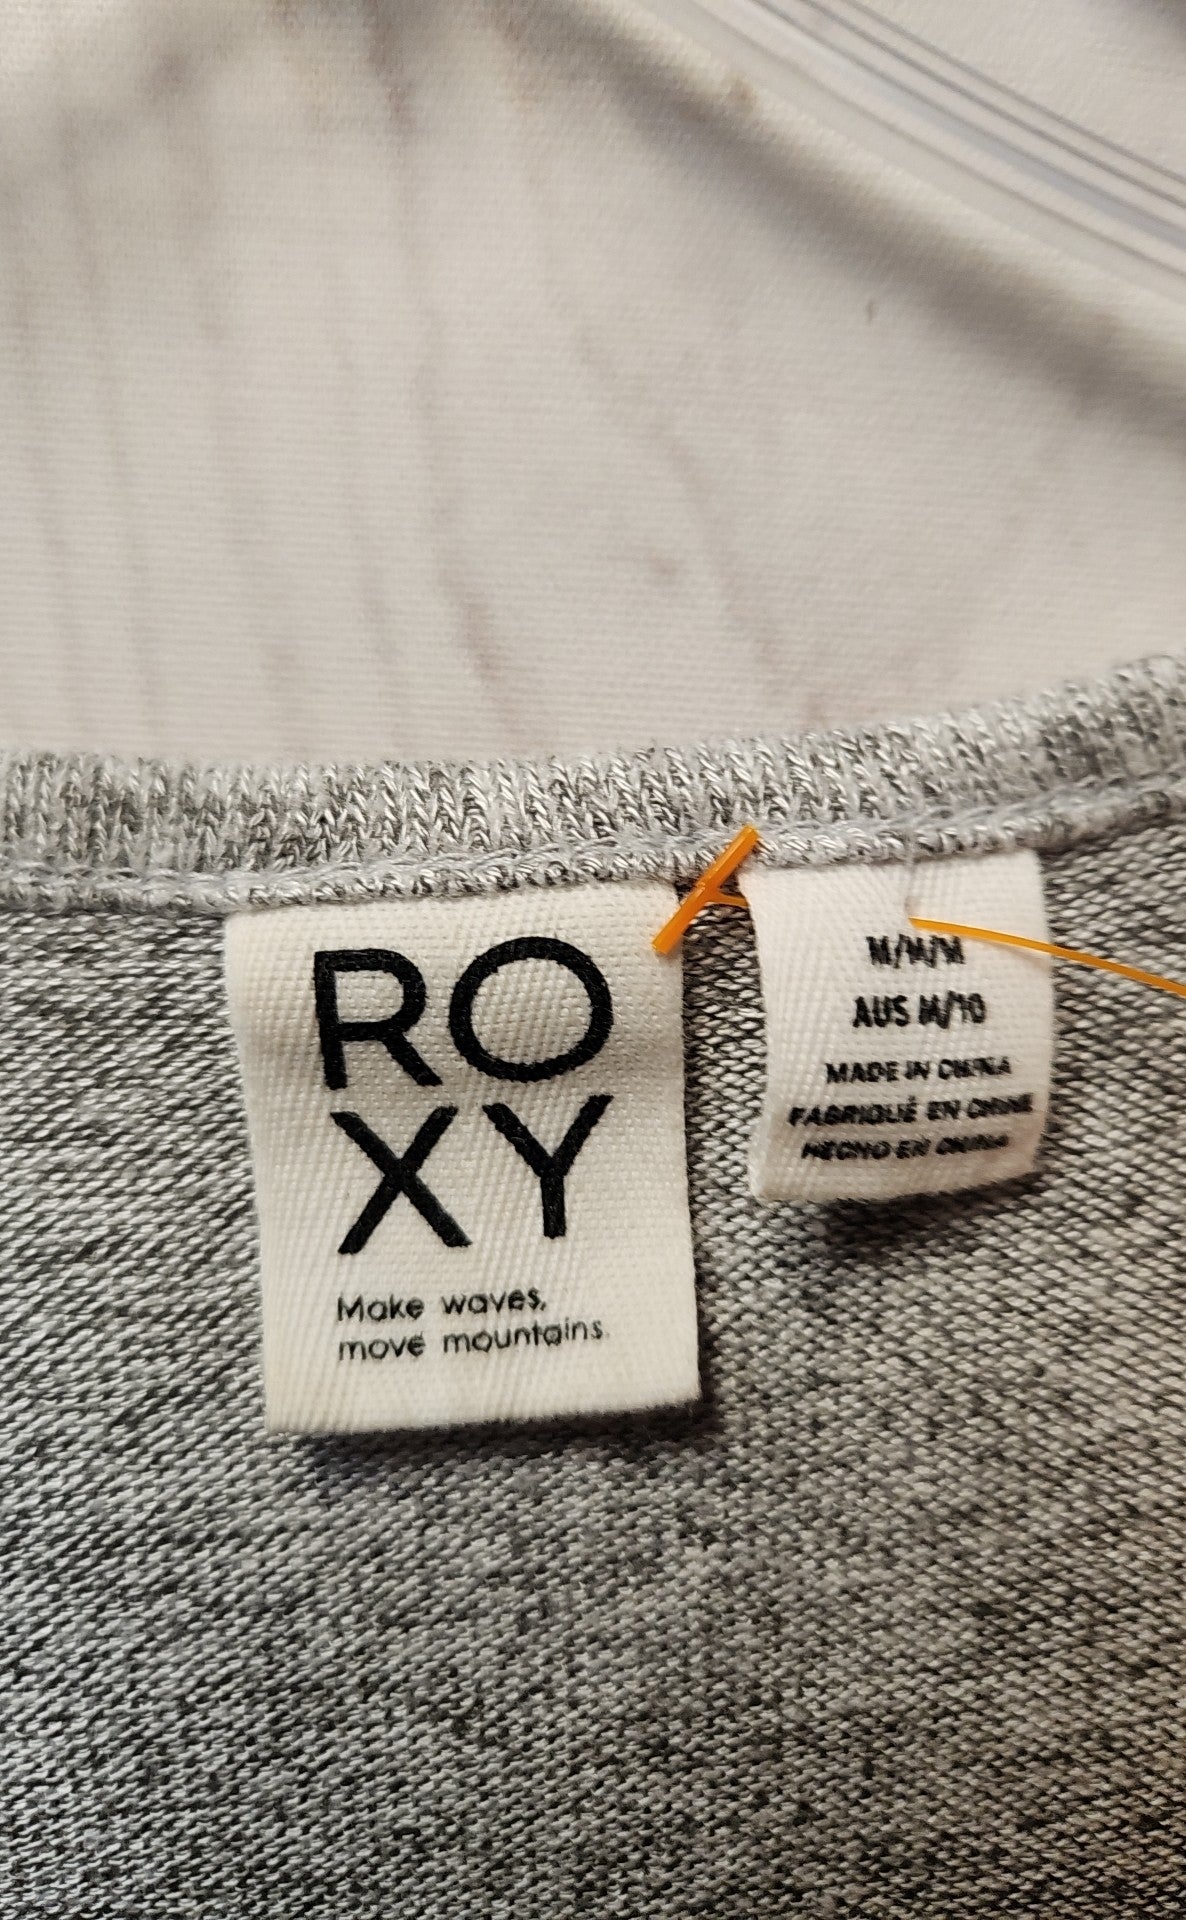 RO
XY
Make waves,
move mountains.
M/M/M
AUS M/10
MADE IN CHINA
FABRIQUÉ EN CHINE
HECHO EN CHINA